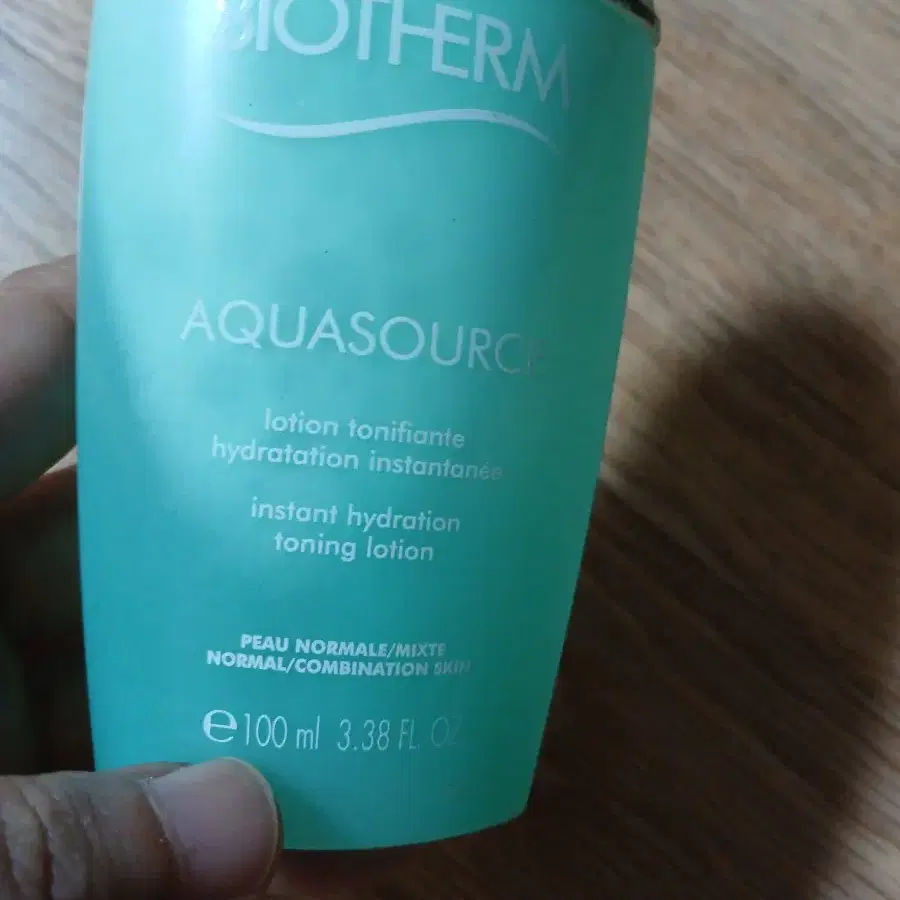 BIOTHERM
AQUASOURCE
lotion tonifiante
hydratation instantanée
instant hydration
toning lotion
PEAU NORMALE/MIXTE
NORMAL/COMBINATION SKIN
℮100 ml 3.38 FL. OZ